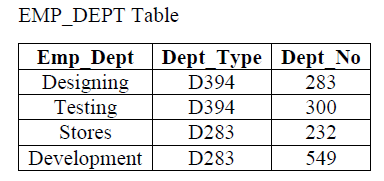 EMP_DEPT Table
Emp_Dept Dept_Type Dept_No
Designing D394 283
Testing D394 300
Stores D283 232
Development D283 549